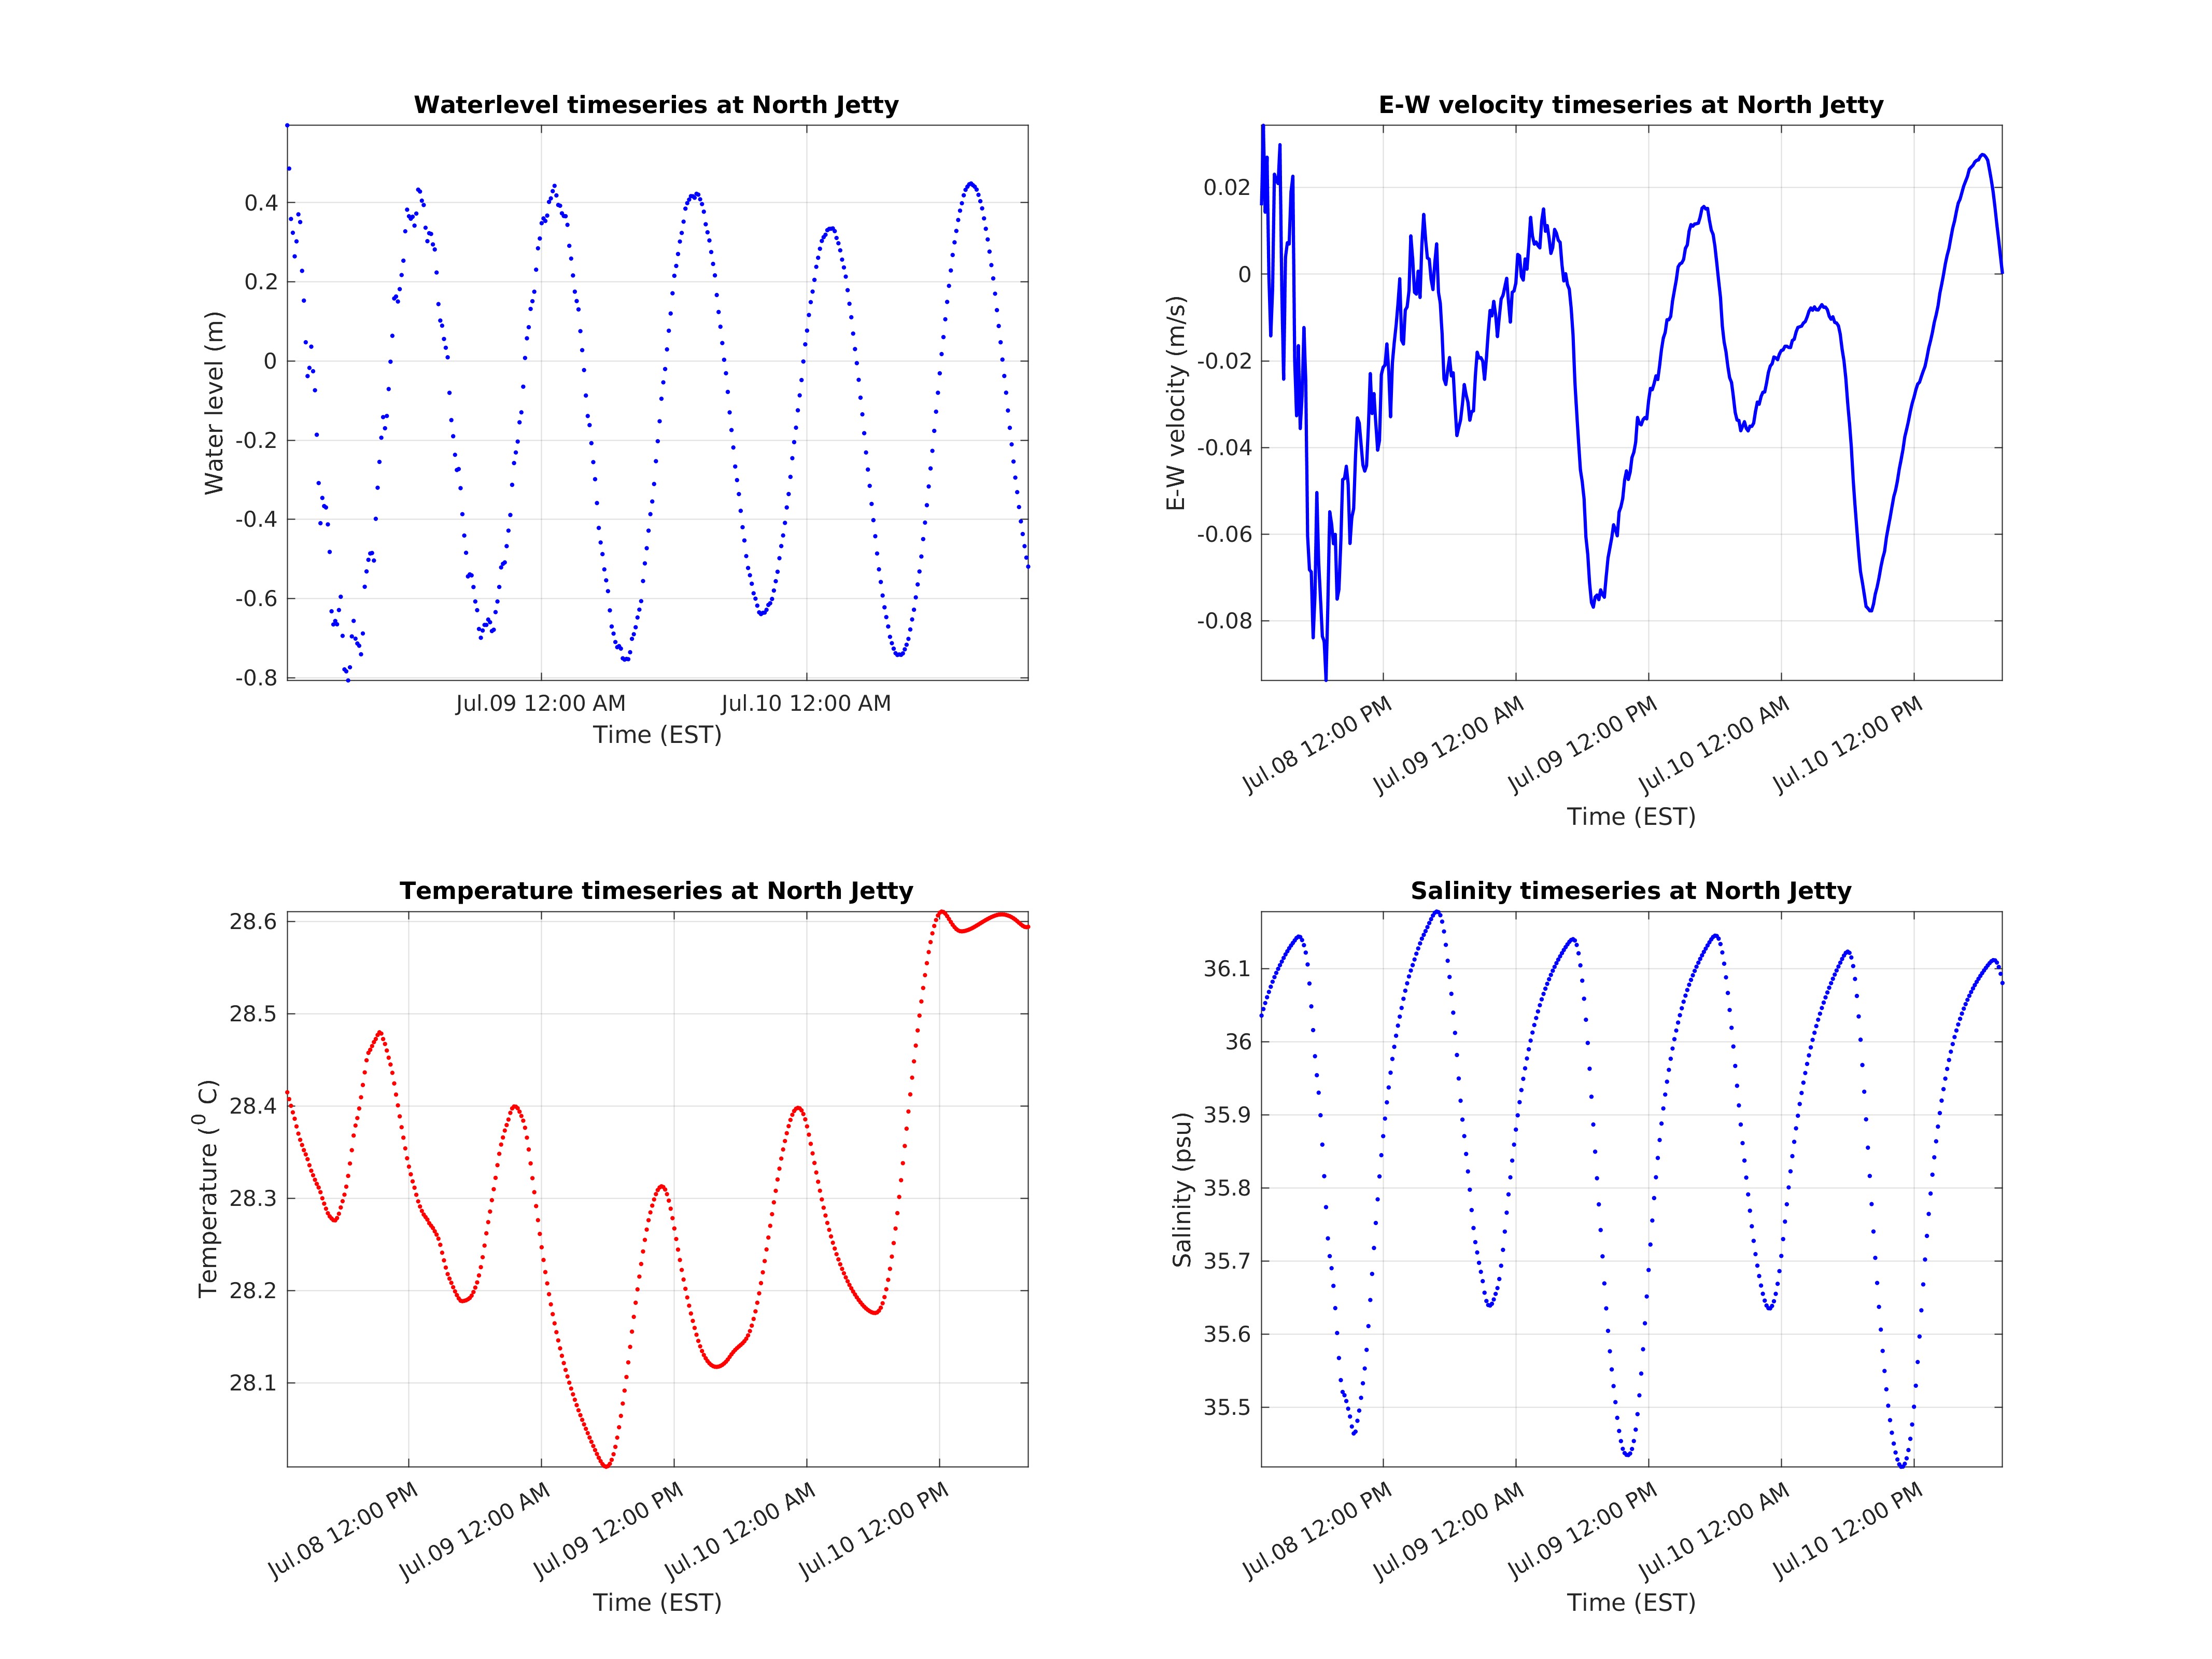 Waterlevel timeseries at North Jetty
0.4
0.2
0
-0.2
-0.4
-0.6
-0.8
Water level (m)
Jul.09 12:00 AM
Jul.10 12:00 AM
Time (EST)
E-W velocity timeseries at North Jetty
0.02
0
-0.02
-0.04
-0.06
-0.08
E-W velocity (m/s)
Jul.08 12:00 PM
Jul.09 12:00 AM
Jul.09 12:00 PM
Jul.10 12:00 AM
Jul.10 12:00 PM
Time (EST)
Temperature timeseries at North Jetty
28.6
28.5
28.4
28.3
28.2
28.1
Temperature (⁰ C)
Jul.08 12:00 PM
Jul.09 12:00 AM
Jul.09 12:00 PM
Jul.10 12:00 AM
Jul.10 12:00 PM
Time (EST)
Salinity timeseries at North Jetty
36.1
36
35.9
35.8
35.7
35.6
35.5
Salinity (psu)
Jul.08 12:00 PM
Jul.09 12:00 AM
Jul.09 12:00 PM
Jul.10 12:00 AM
Jul.10 12:00 PM
Time (EST)